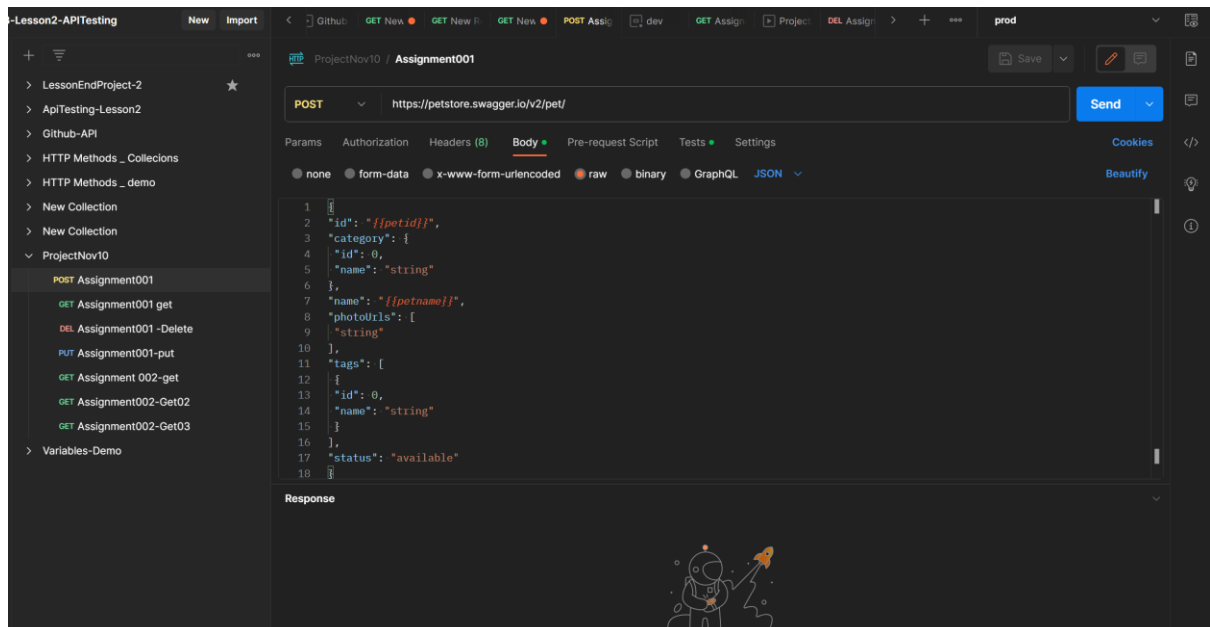 -Lesson2-APITesting New Import
Github GET New GET New R GET New POST Assig dev GET Assign Project DEL Assign prod
HTTP ProjectNov10 / Assignment001 Save
LessonEndProject-2
ApiTesting-Lesson2
Github-API
HTTP Methods _ Collecions
HTTP Methods _ demo
New Collection
New Collection
ProjectNov10
POST Assignment001
GET Assignment001 get
DEL Assignment001 -Delete
PUT Assignment001-put
GET Assignment 002-get
GET Assignment002-Get02
GET Assignment002-Get03
Variables-Demo
POST https://petstore.swagger.io/v2/pet/ Send
Params Authorization Headers (8) Body Pre-request Script Tests Settings Cookies
none form-data x-www-form-urlencoded raw binary GraphQL JSON Beautify
1 {
2 "id": "{{petid}}",
3 "category": {
4 "id": 0,
5 "name": "string"
6 },
7 "name": "{{petname}}",
8 "photoUrls": [
9 "string"
10 ],
11 "tags": [
12 {
13 "id": 0,
14 "name": "string"
15 }
16 ],
17 "status": "available"
18 }
Response